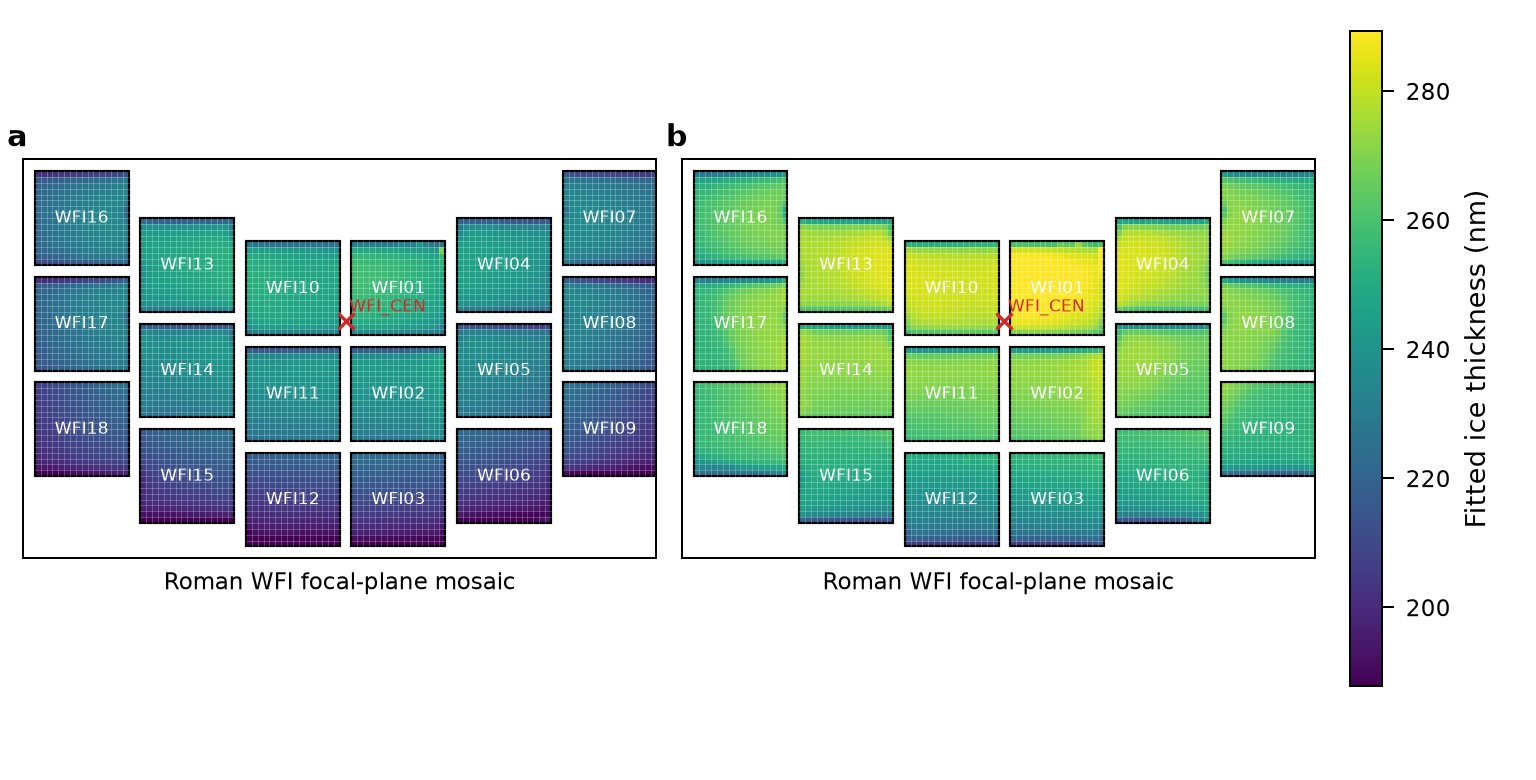 a
b
WFI16
WFI07
WFI13
WFI04
WFI10
WFI01
WFI_CEN
WFI17
WFI08
WFI14
WFI05
WFI11
WFI02
WFI18
WFI09
WFI15
WFI06
WFI12
WFI03
Roman WFI focal-plane mosaic
WFI16
WFI07
WFI13
WFI04
WFI10
WFI01
WFI_CEN
WFI17
WFI08
WFI14
WFI05
WFI11
WFI02
WFI18
WFI09
WFI15
WFI06
WFI12
WFI03
Roman WFI focal-plane mosaic
280
260
240
220
200
Fitted ice thickness (nm)